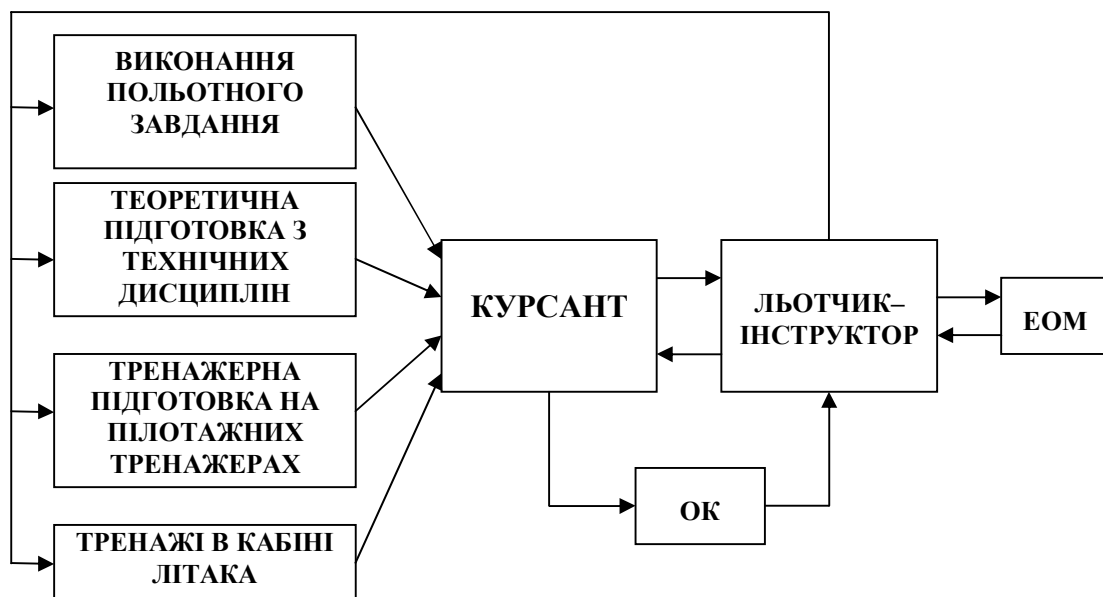 ВИКОНАННЯ
ПОЛЬОТНОГО
ЗАВДАННЯ
ТЕОРЕТИЧНА
ПІДГОТОВКА З
ТЕХНІЧНИХ
ДИСЦИПЛІН
ТРЕНАЖЕРНА
ПІДГОТОВКА НА
ПІЛОТАЖНИХ
ТРЕНАЖЕРАХ
ТРЕНАЖІ В КАБІНІ
ЛІТАКА
КУРСАНТ
ЛЬОТЧИК–
ІНСТРУКТОР
ЕОМ
ОК